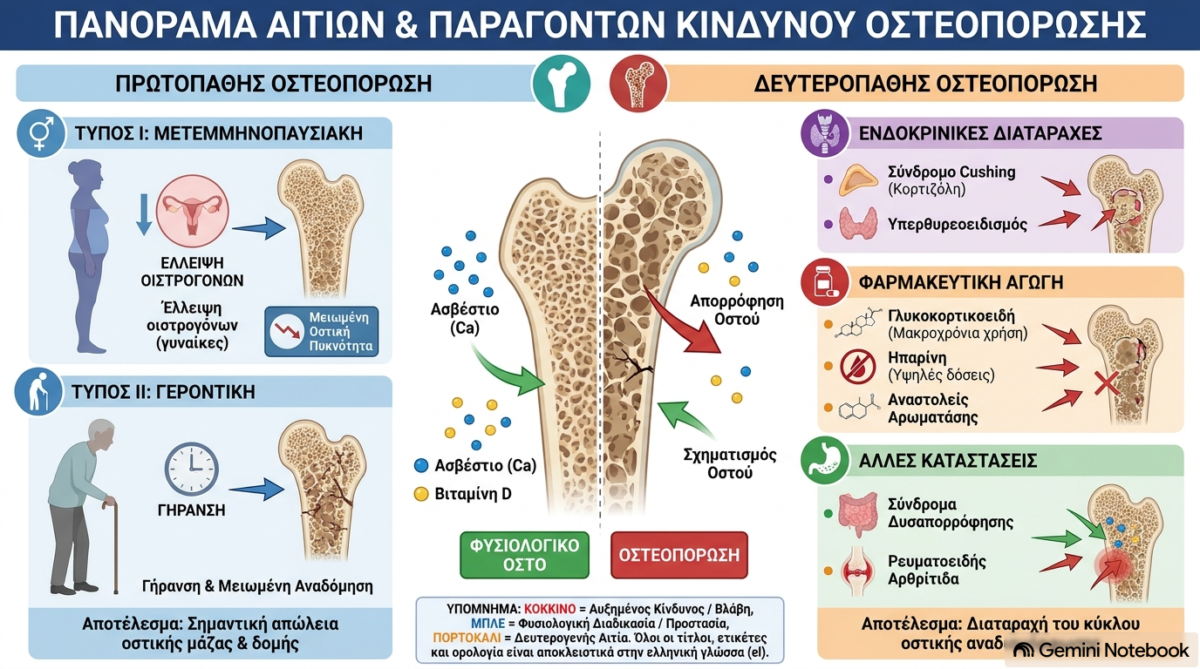 ΠΑΝΟΡΑΜΑ ΑΙΤΙΩΝ & ΠΑΡΑΓΟΝΤΩΝ ΚΙΝΔΥΝΟΥ ΟΣΤΕΟΠΟΡΩΣΗΣ
ΠΡΩΤΟΠΑΘΗΣ ΟΣΤΕΟΠΟΡΩΣΗ
ΤΥΠΟΣ Ι: ΜΕΤΕΜΜΗΝΟΠΑΥΣΙΑΚΗ
ΕΛΛΕΙΨΗ
ΟΙΣΤΡΟΓΟΝΩΝ
Έλλειψη
οιστρογόνων
(γυναίκες)
Μειωμένη
Οστική
Πυκνότητα
ΤΥΠΟΣ ΙΙ: ΓΕΡΟΝΤΙΚΗ
ΓΗΡΑΝΣΗ
Γήρανση & Μειωμένη Αναδόμηση
Αποτέλεσμα: Σημαντική απώλεια
οστικής μάζας & δομής
Ασβέστιο
(Ca)
Ασβέστιο (Ca)
Βιταμίνη D
Απορρόφηση
Οστού
Σχηματισμός
Οστού
ΦΥΣΙΟΛΟΓΙΚΟ
ΟΣΤΟ
ΟΣΤΕΟΠΟΡΩΣΗ
ΥΠΟΜΝΗΜΑ: ΚΟΚΚΙΝΟ = Αυξημένος Κίνδυνος / Βλάβη,
ΜΠΛΕ = Φυσιολογική Διαδικασία / Προστασία,
ΠΟΡΤΟΚΑΛΙ = Δευτερογενής Αιτία. Όλοι οι τίτλοι, ετικέτες
και ορολογία είναι αποκλειστικά στην ελληνική γλώσσα (el).
ΔΕΥΤΕΡΟΠΑΘΗΣ ΟΣΤΕΟΠΟΡΩΣΗ
ΕΝΔΟΚΡΙΝΙΚΕΣ ΔΙΑΤΑΡΑΧΕΣ
Σύνδρομο Cushing
(Κορτιζόλη)
Υπερθυρεοειδισμός
ΦΑΡΜΑΚΕΥΤΙΚΗ ΑΓΩΓΗ
Γλυκοκορτικοειδή
(Μακροχρόνια χρήση)
Ηπαρίνη
(Υψηλές δόσεις)
Αναστολείς
Αρωματάσης
ΑΛΛΕΣ ΚΑΤΑΣΤΑΣΕΙΣ
Σύνδρομα
Δυσαπορρόφησης
Ρευματοειδής
Αρθρίτιδα
Αποτέλεσμα: Διαταραχή του κύκλου
οστικής
Gemini Notebook